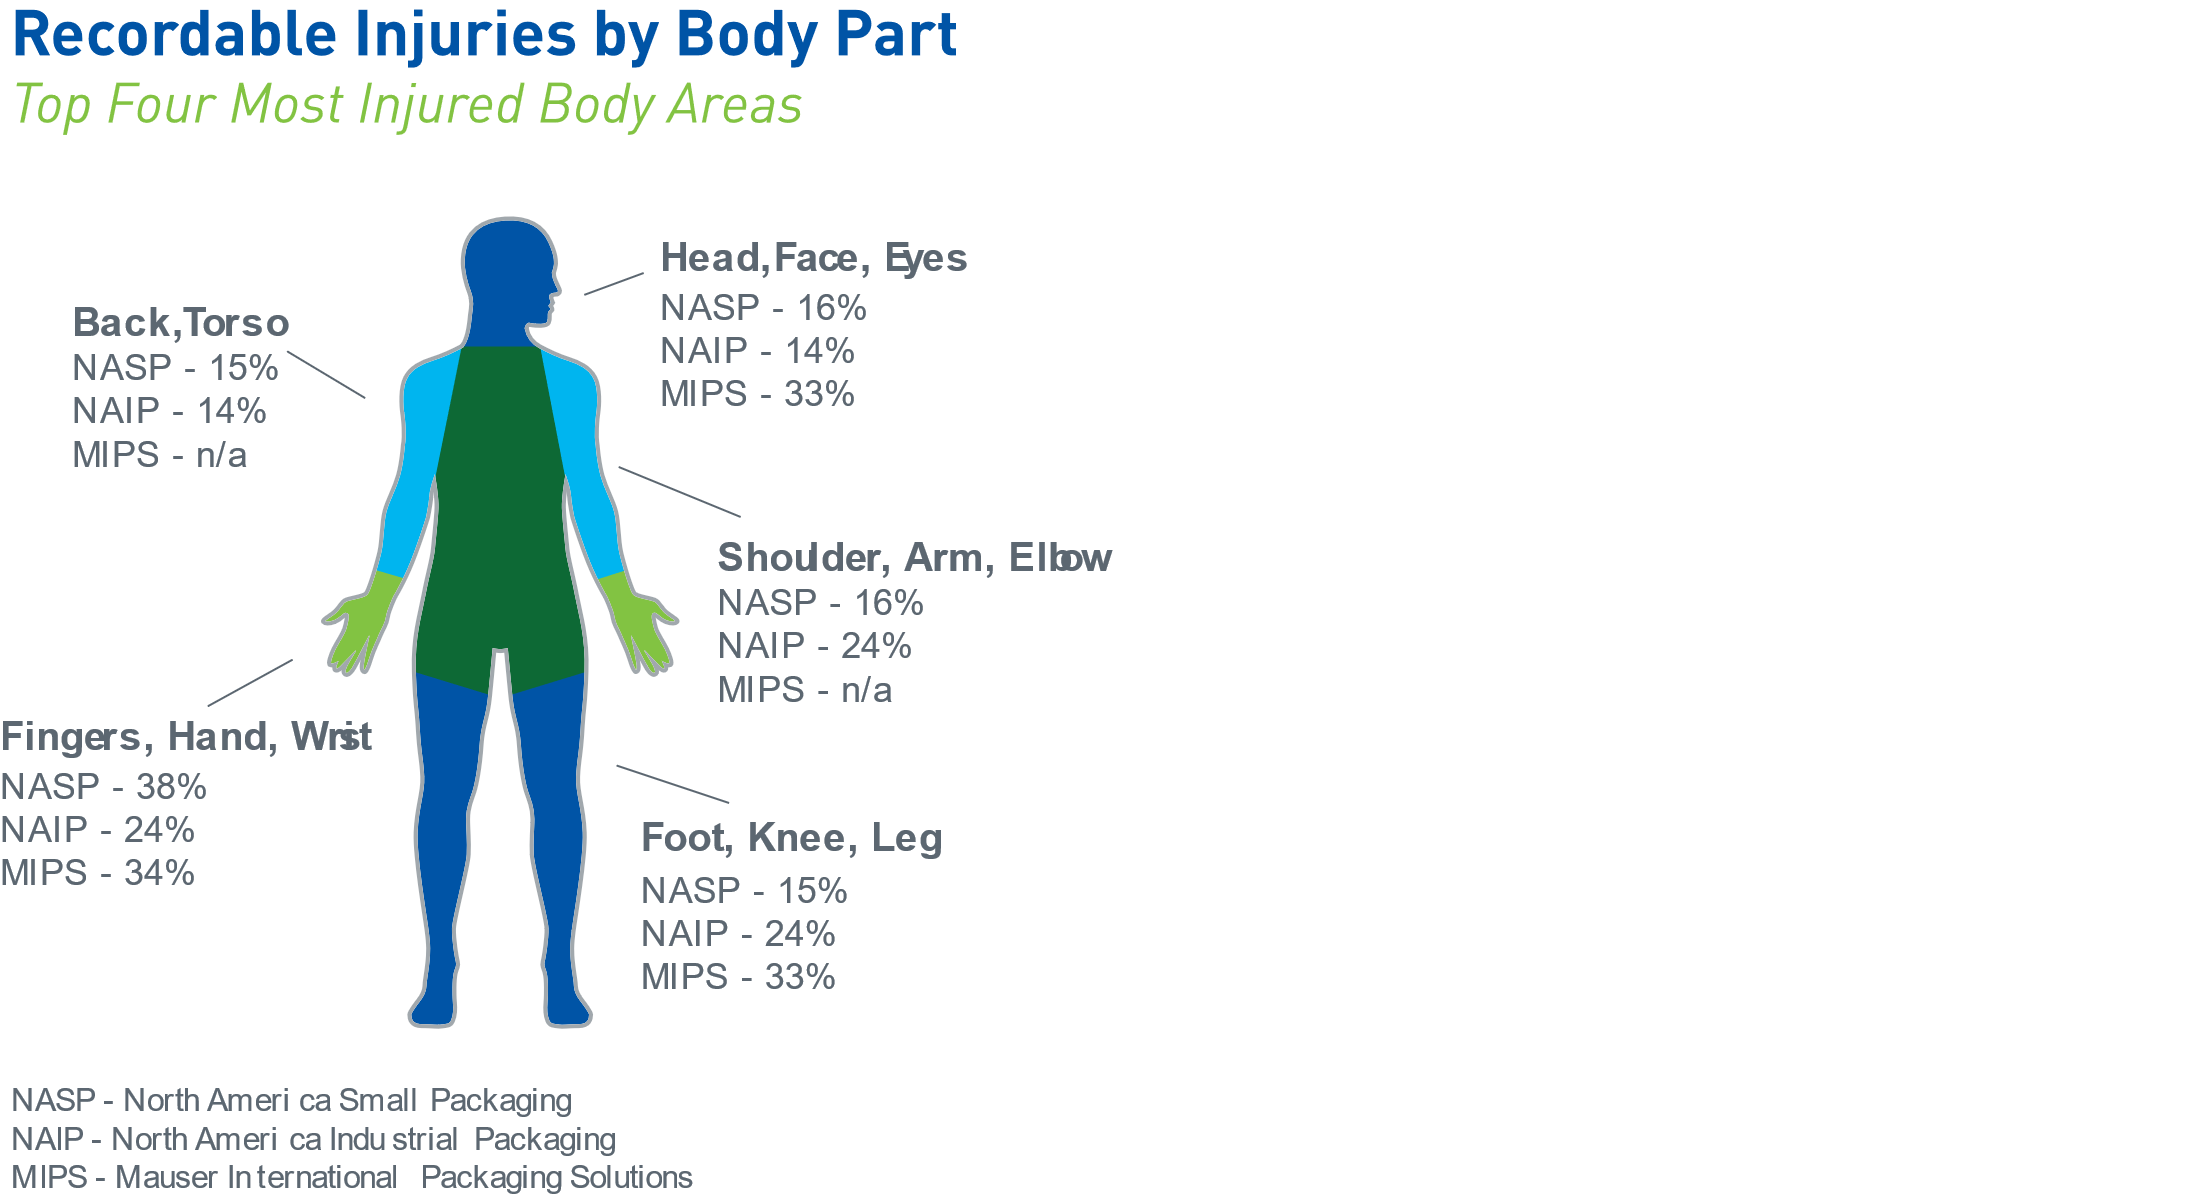 Recordable Injuries by Body Part
Top Four Most Injured Body Areas
Head, Face, Eyes
NASP - 16%
NAIP - 14%
MIPS - 33%
Back, Torso
NASP - 15%
NAIP - 14%
MIPS - n/a
Shoulder, Arm, Elbow
NASP - 16%
NAIP - 24%
MIPS - n/a
Fingers, Hand, Wrist
NASP - 38%
NAIP - 24%
MIPS - 34%
Foot, Knee, Leg
NASP - 15%
NAIP - 24%
MIPS - 33%
NASP - North America Small Packaging
NAIP - North America Industrial Packaging
MIPS - Mauser International Packaging Solutions